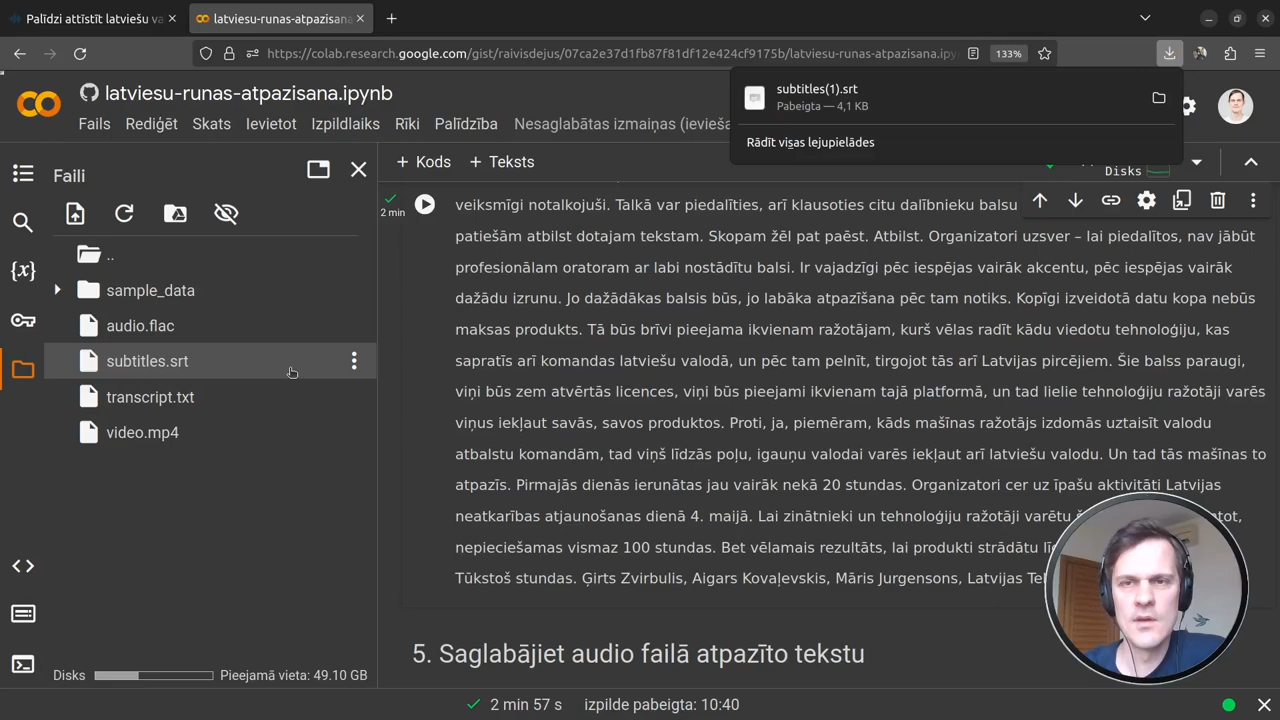 Palīdzi attīstīt latviešu va
latviesu-runas-atpazisana
https://colab.research.google.com/gist/raivisdejus/07ca2e37d1fb87f81df12e424cf9175b/latviesu-runas-atpazisana.ipy
133%
latviesu-runas-atpazisana.ipynb
Fails Rediģēt Skats Ievietot Izpildlaiks Rīki Palīdzība Nesaglabātas izmaiņas (ievieša
subtitles(1).srt
Pabeigta — 4,1 KB
Rādīt visas lejupielādes
Faili
+ Kods + Teksts
Disks
..
sample_data
audio.flac
subtitles.srt
transcript.txt
video.mp4
Disks
Pieejamā vieta: 49.10 GB
2 min
veiksmīgi notalkojuši. Talkā var piedalīties, arī klausoties citu dalībnieku balsu
patiešām atbilst dotajam tekstam. Skopam žēl pat paēst. Atbilst. Organizatori uzsver – lai piedalītos, nav jābūt
profesionālam oratoram ar labi nostādītu balsi. Ir vajadzīgi pēc iespējas vairāk akcentu, pēc iespējas vairāk
dažādu izrunu. Jo dažādākas balsis būs, jo labāka atpazīšana pēc tam notiks. Kopīgi izveidotā datu kopa nebūs
maksas produkts. Tā būs brīvi pieejama ikvienam ražotājam, kurš vēlas radīt kādu viedotu tehnoloģiju, kas
sapratīs arī komandas latviešu valodā, un pēc tam pelnīt, tirgojot tās arī Latvijas pircējiem. Šie balss paraugi,
viņi būs zem atvērtās licences, viņi būs pieejami ikvienam tajā platformā, un tad lielie tehnoloģiju ražotāji varēs
viņus iekļaut savās, savos produktos. Proti, ja, piemēram, kāds mašīnas ražotājs izdomās uztaisīt valodu
atbalstu komandām, tad viņš līdzās poļu, igauņu valodai varēs iekļaut arī latviešu valodu. Un tad tās mašīnas to
atpazīs. Pirmajās dienās ierunātas jau vairāk nekā 20 stundas. Organizatori cer uz īpašu aktivitāti Latvijas
neatkarības atjaunošanas dienā 4. maijā. Lai zinātnieki un tehnoloģiju ražotāji varētu
nepieciešamas vismaz 100 stundas. Bet vēlamais rezultāts, lai produkti strādātu
Tūkstoš stundas. Ģirts Zvirbulis, Aigars Kovaļevskis, Māris Jurgensons, Latvijas
5. Saglabājiet audio failā atpazīto tekstu
2 min 57 s izpilde pabeigta: 10:40